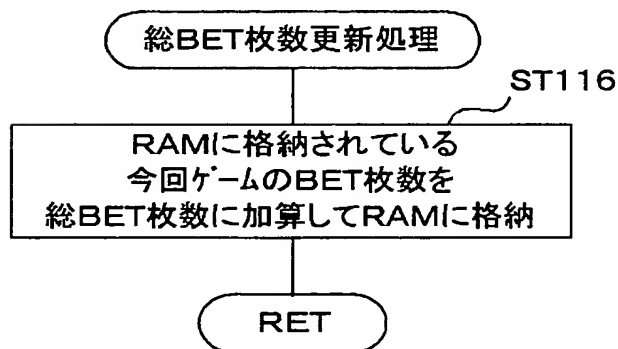 総BET枚数更新処理
ST116
RAMに格納されている
今回ゲームのBET枚数を
総BET枚数に加算してRAMに格納
RET